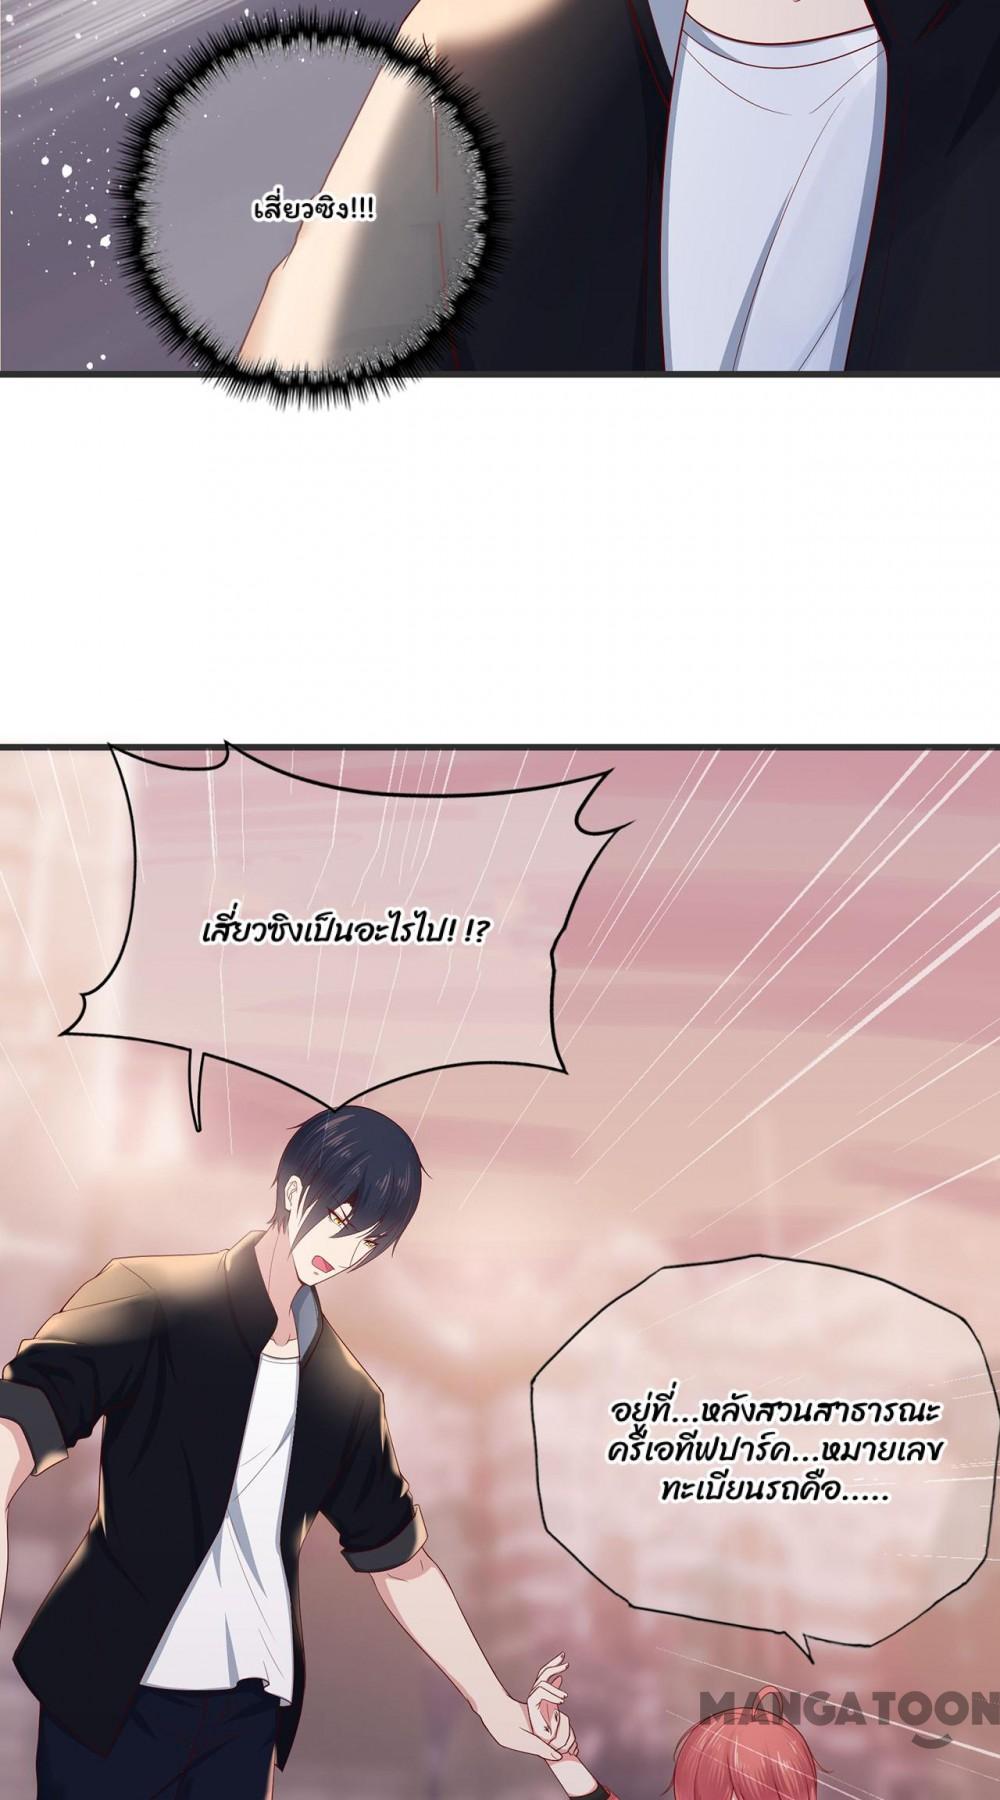 เสี่ยวซิง!!!
เสี่ยวซิงเป็นอะไรไป! !?
อยู่ที่...หลังสวนสาธารณะ
ครีเอทีฟปาร์ค...หมายเลข
ทะเบียนรถคือ.....
MANGATOON